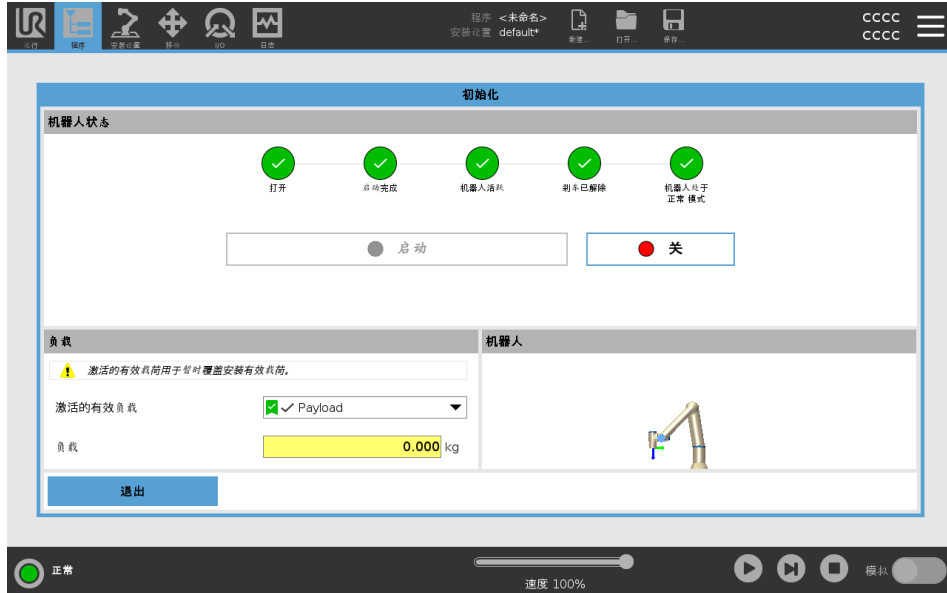 程序 <未命名>
安装设置 default*
新建...
打开...
保存...
cccc
cccc
运行
程序
安装设置
移动
I/O
日志
初始化
机器人状态
打开
启动完成
机器人活跃
刹车已解除
机器人处于
正常 模式
启动
关
负载
机器人
激活的有效载荷用于暂时覆盖安装有效载荷。
激活的有效负载
Payload
负载
0.000 kg
退出
正常
速度 100%
模拟